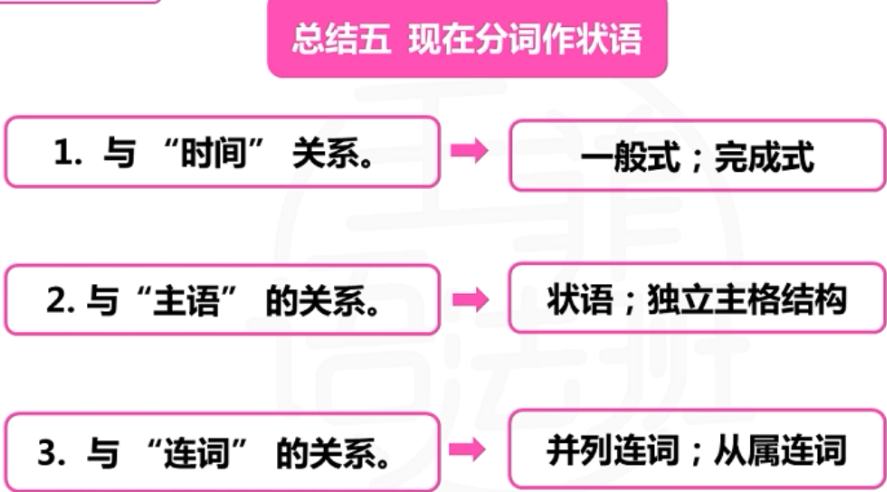 总结五 现在分词作状语
1. 与 “时间” 关系。
一般式；完成式
2. 与“主语” 的关系。
状语；独立主格结构
3. 与 “连词” 的关系。
并列连词；从属连词